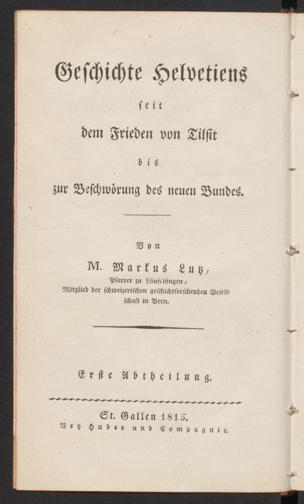 Geschichte Helvetiens
seit
dem Frieden von Tilsit
bis
zur Beschwörung des neuen Bundes.
Von
M. Markus Lutz,
Pfarrer zu Läufelfingen,
Mitglied der schweizerischen geschichtforschenden Gesell-
schaft in Bern.
Erste Abtheilung.
St. Gallen 1815.
Bey Huber und Compagnie.